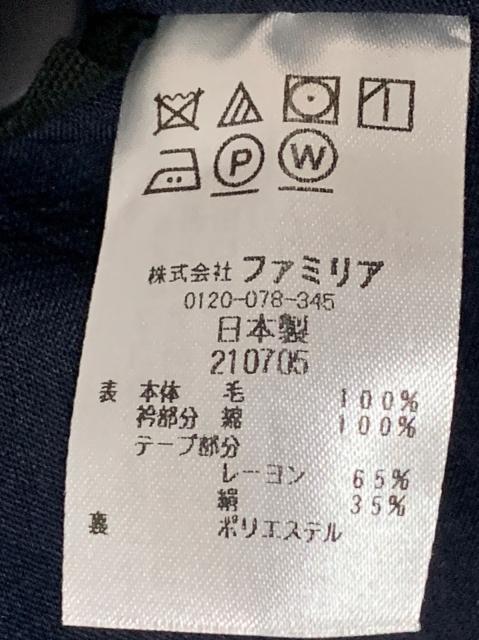 P W
株式会社 ファミリア
0120-078-345
日本製
210705
表 本体 毛 100%
衿部分 綿 100%
テープ部分
レーヨン 65%
絹 35%
裏 ポリエステル